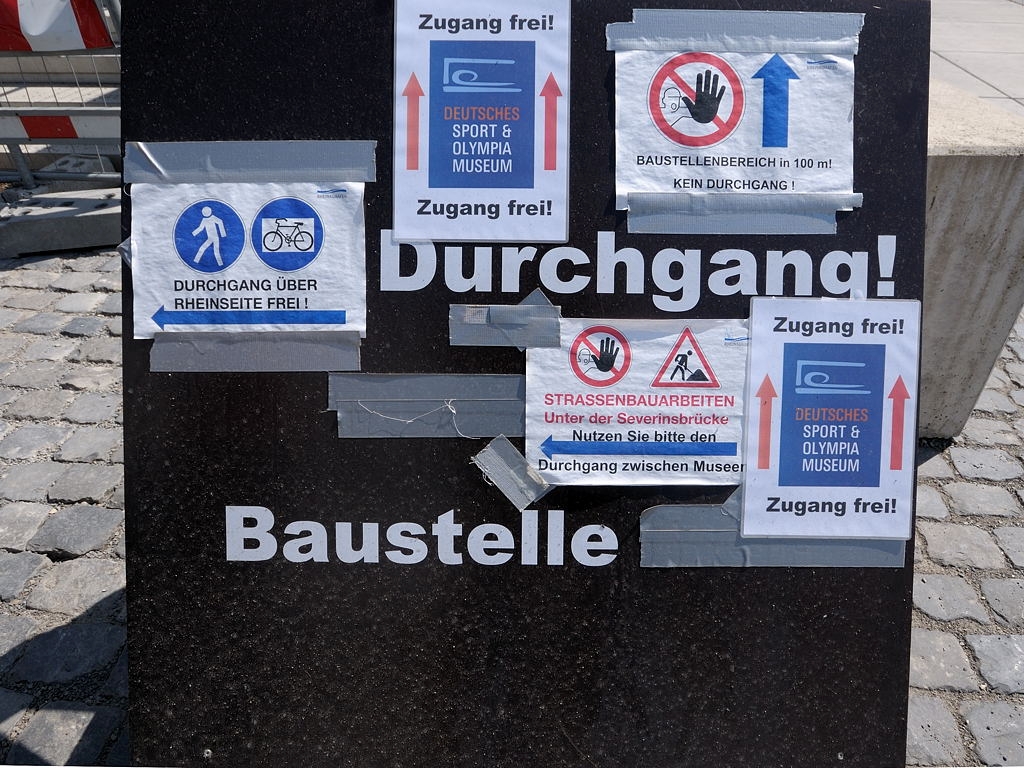 Zugang frei!
DEUTSCHES
SPORT &
OLYMPIA
MUSEUM
Zugang frei!
BAUSTELLENBEREICH in 100 m!
KEIN DURCHGANG !
DURCHGANG ÜBER
RHEINSEITE FREI !
Durchgang!
STRASSENBAUARBEITEN
Unter der Severinsbrücke
Nutzen Sie bitte den
Durchgang zwischen Museen
Zugang frei!
DEUTSCHES
SPORT &
OLYMPIA
MUSEUM
Zugang frei!
Baustelle